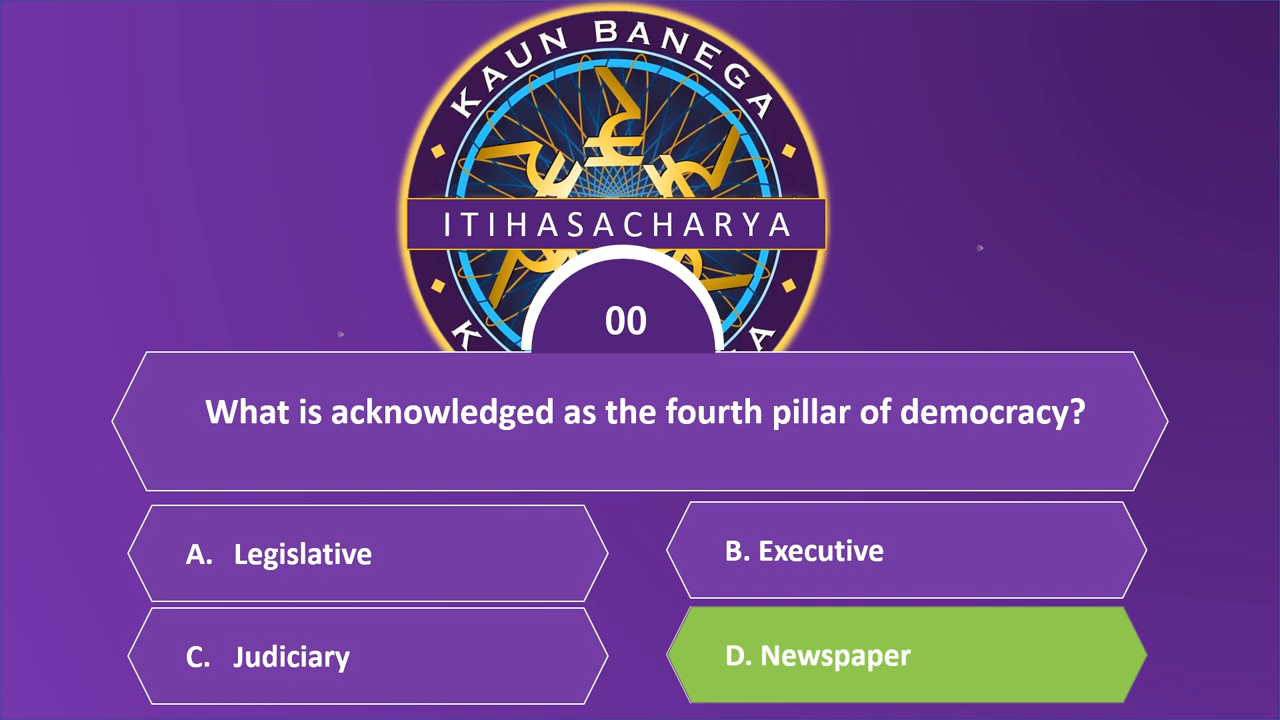 KAUN BANEGA
ITIHASACHARYA
00
What is acknowledged as the fourth pillar of democracy?
A. Legislative
B. Executive
C. Judiciary
D. Newspaper